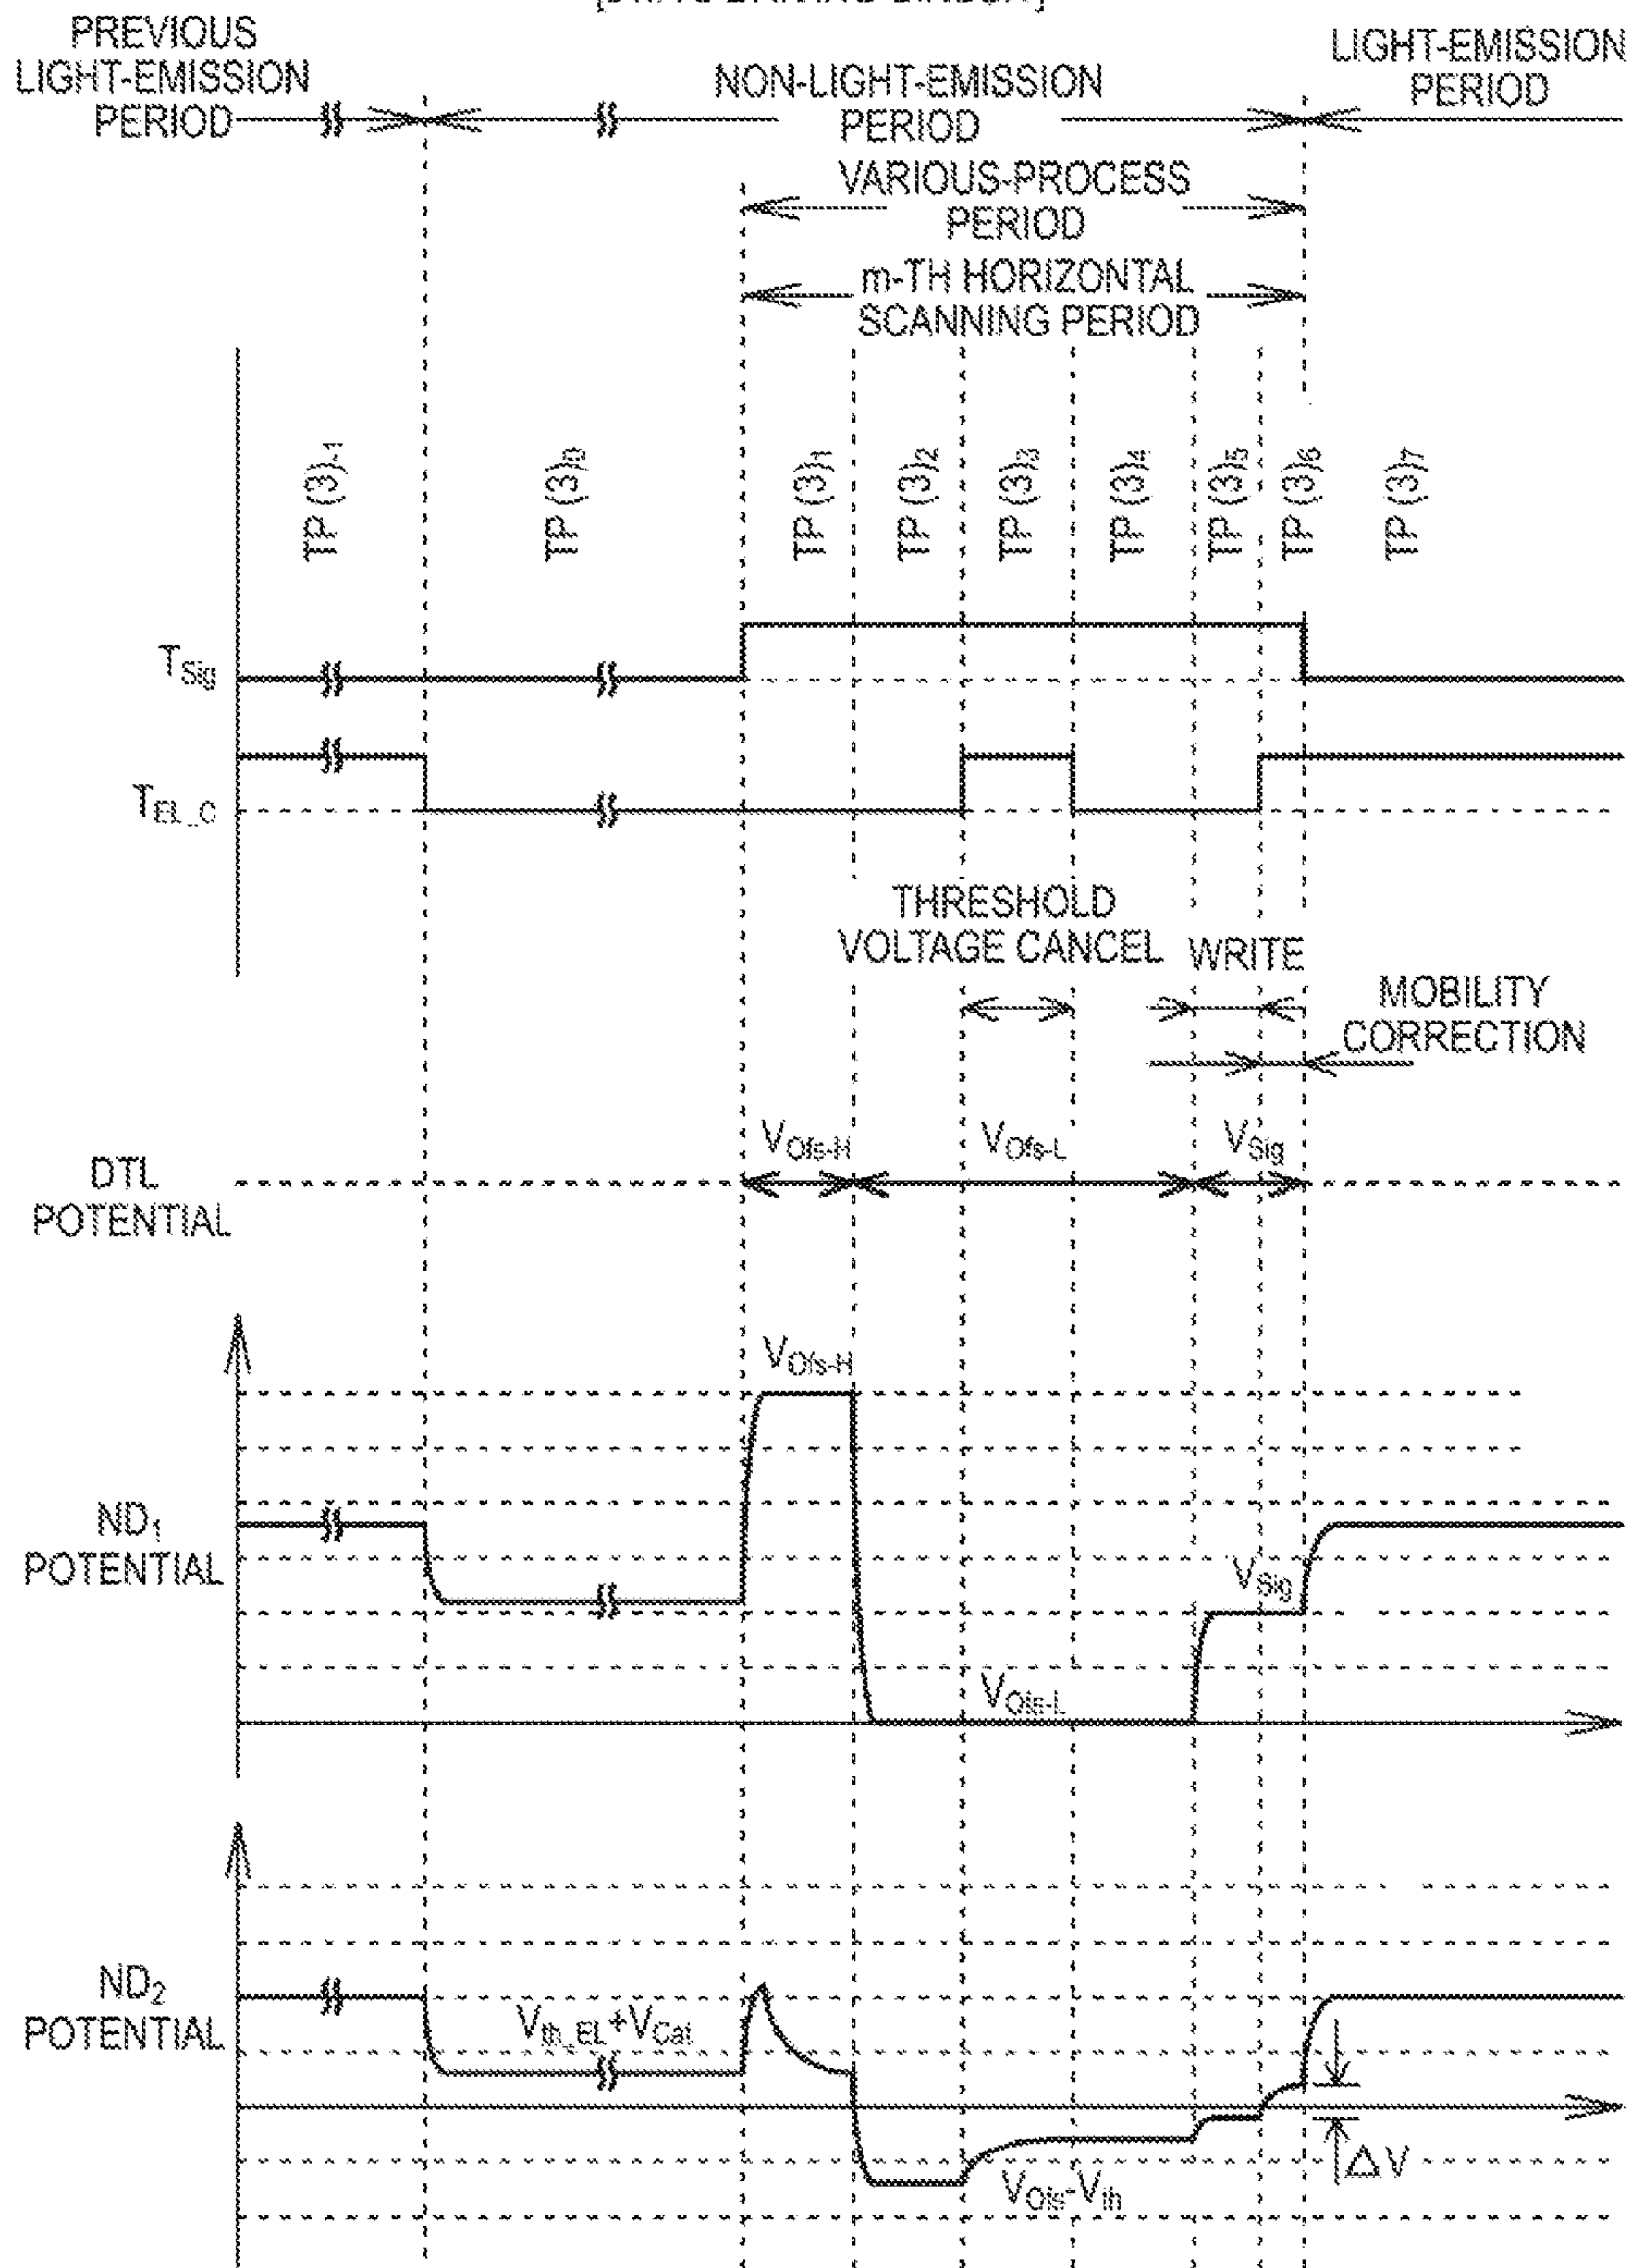 PREVIOUS
LIGHT-EMISSION
PERIOD
NON-LIGHT-EMISSION
PERIOD
LIGHT-EMISSION
PERIOD
VARIOUS-PROCESS
PERIOD
m-TH HORIZONTAL
SCANNING PERIOD
TP (3)-1
TP (3)0
TP (3)1
TP (3)2
TP (3)3
TP (3)4
TP (3)5
TP (3)6
TP (3)7
TSig
TEL_C
THRESHOLD
VOLTAGE CANCEL
WRITE
MOBILITY
CORRECTION
DTL
POTENTIAL
VOfs-H
VOfs-L
VSig
ND1
POTENTIAL
VOfs-H
VSig
VOfs-L
ND2
POTENTIAL
Vth_EL+VCat
VOfs-Vth
ΔV